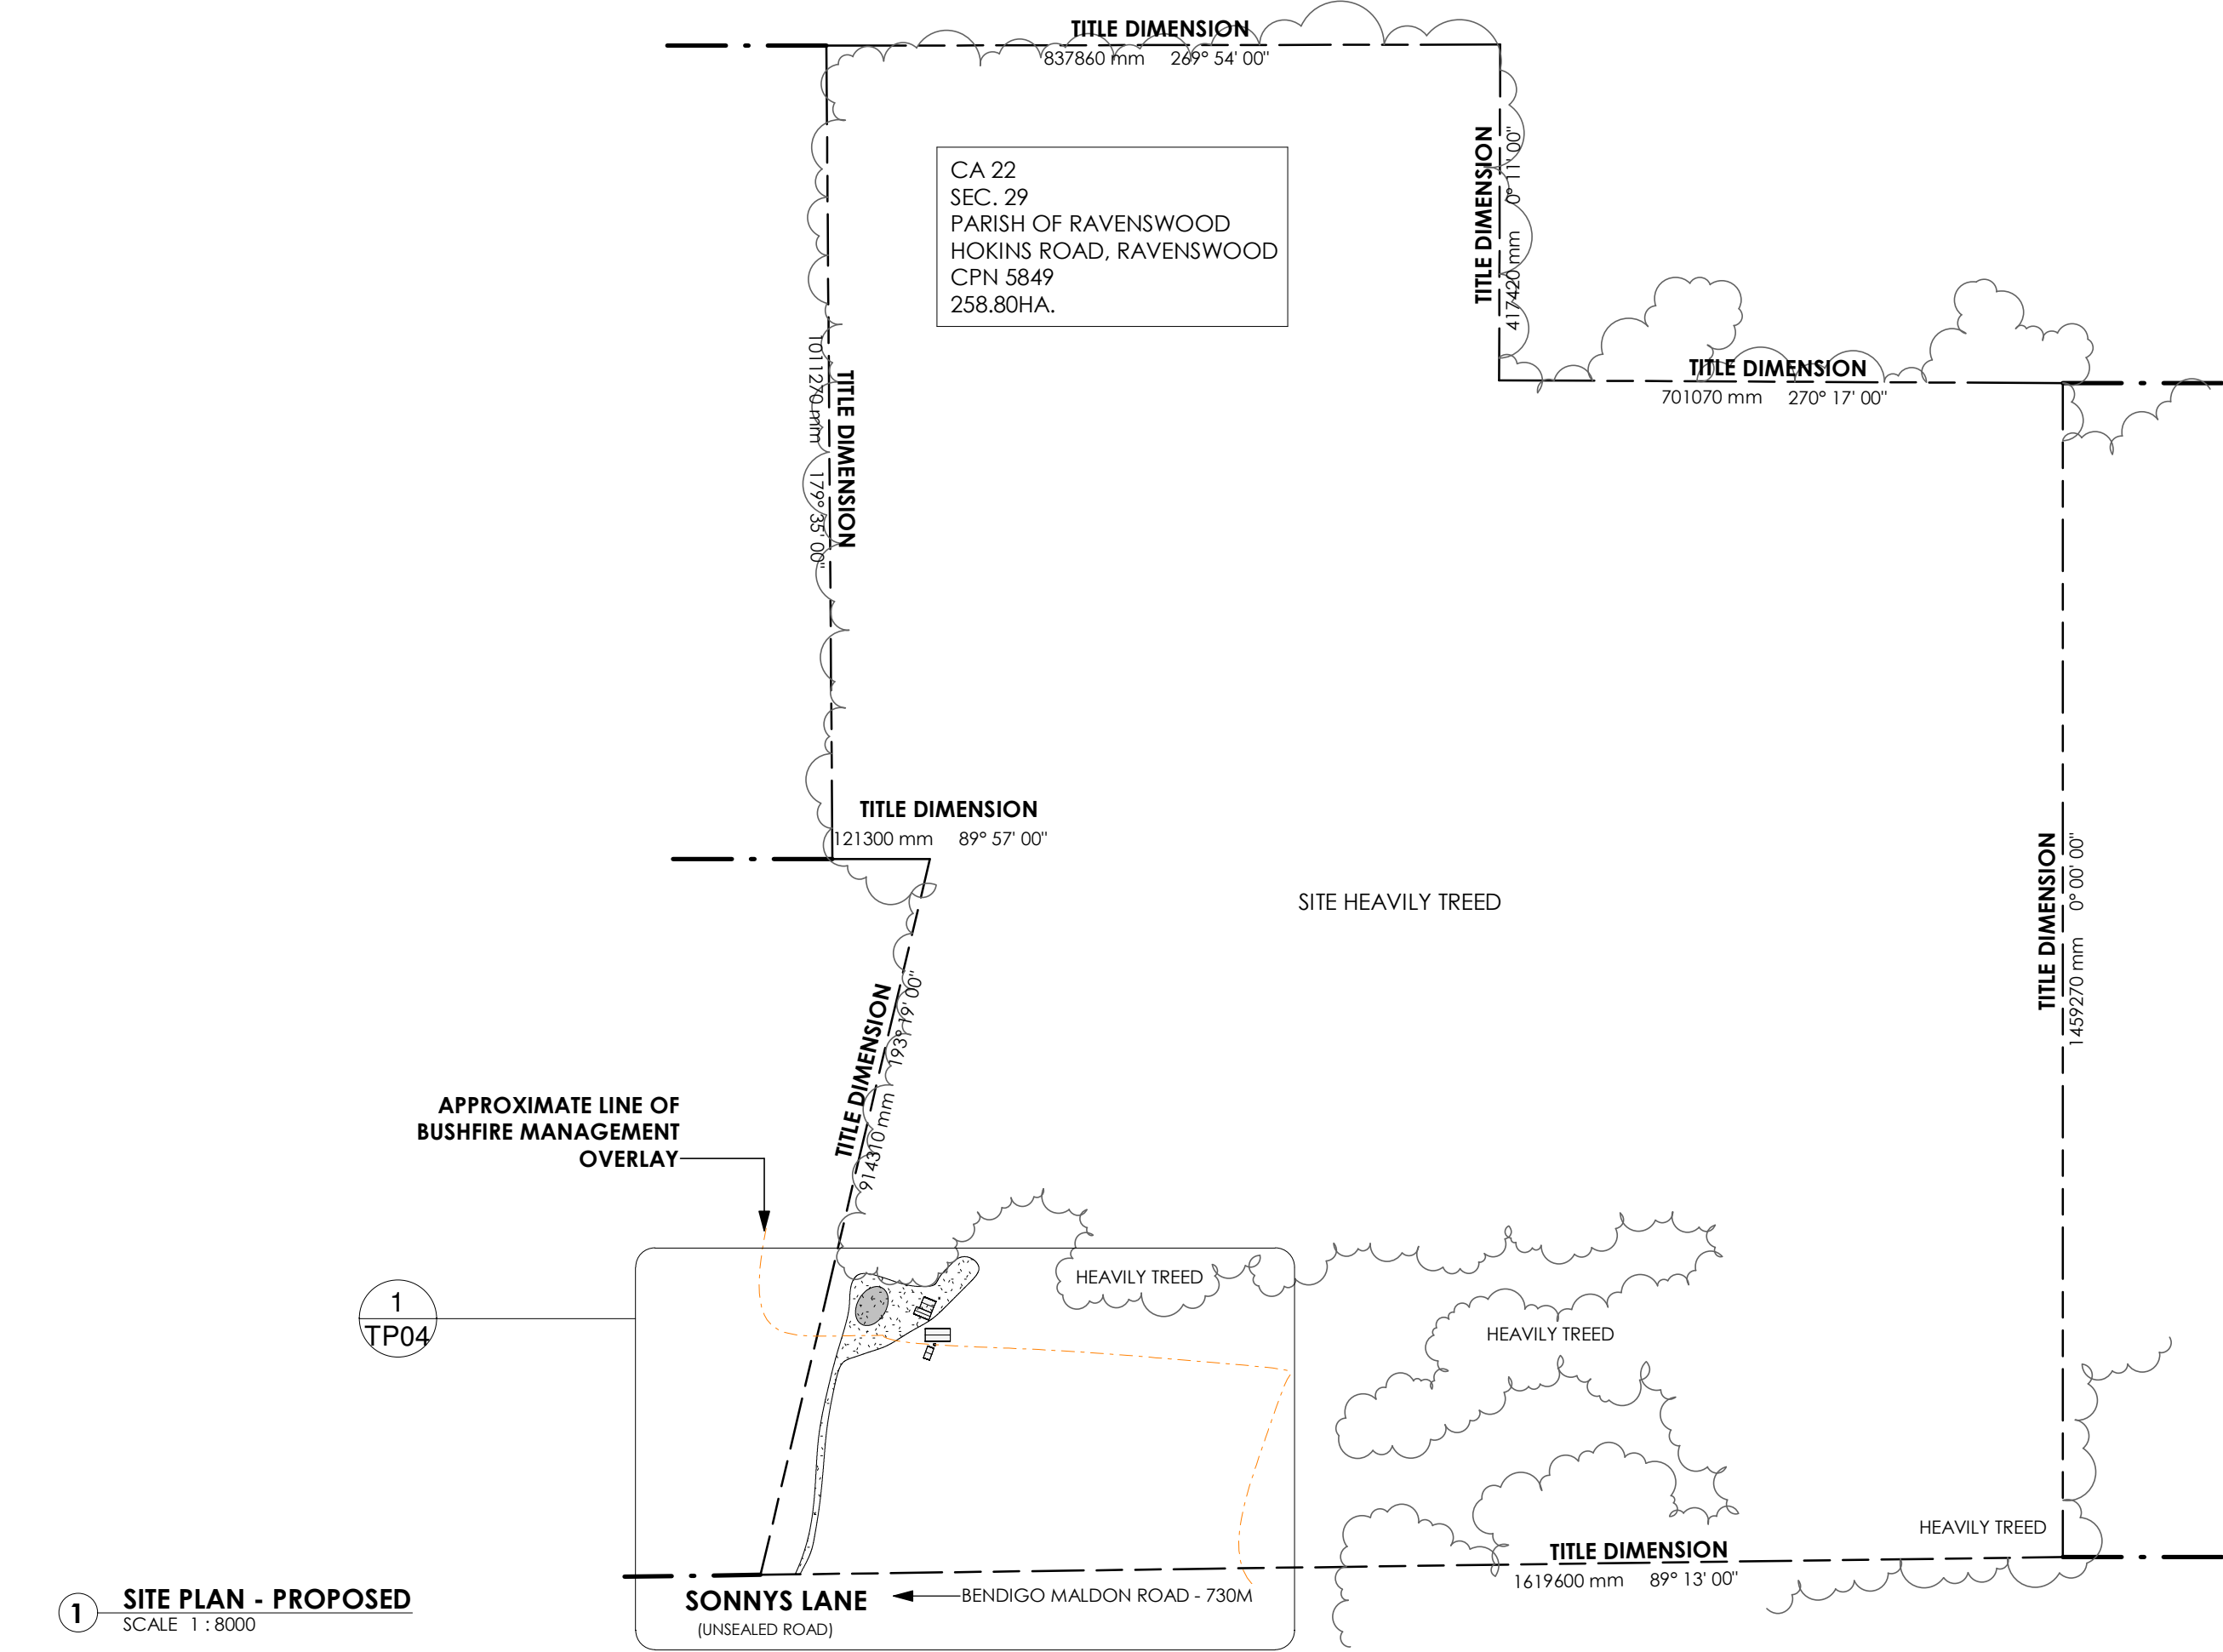 TITLE DIMENSION
837860 mm 269° 54' 00"
CA 22
SEC. 29
PARISH OF RAVENSWOOD
HOKINS ROAD, RAVENSWOOD
CPN 5849
258.80HA.
TITLE DIMENSION
417420 mm 0° 11' 00"
TITLE DIMENSION
701070 mm 270° 17' 00"
TITLE DIMENSION
1011270 mm 179° 35' 00"
TITLE DIMENSION
121300 mm 89° 57' 00"
SITE HEAVILY TREED
TITLE DIMENSION
1459270 mm 0° 00' 00"
TITLE DIMENSION
914310 mm 193° 19' 00"
APPROXIMATE LINE OF
BUSHFIRE MANAGEMENT
OVERLAY
HEAVILY TREED
1
TP04
HEAVILY TREED
HEAVILY TREED
TITLE DIMENSION
1619600 mm 89° 13' 00"
SONNYS LANE
(UNSEALED ROAD)
BENDIGO MALDON ROAD - 730M
1
SITE PLAN - PROPOSED
SCALE 1 : 8000